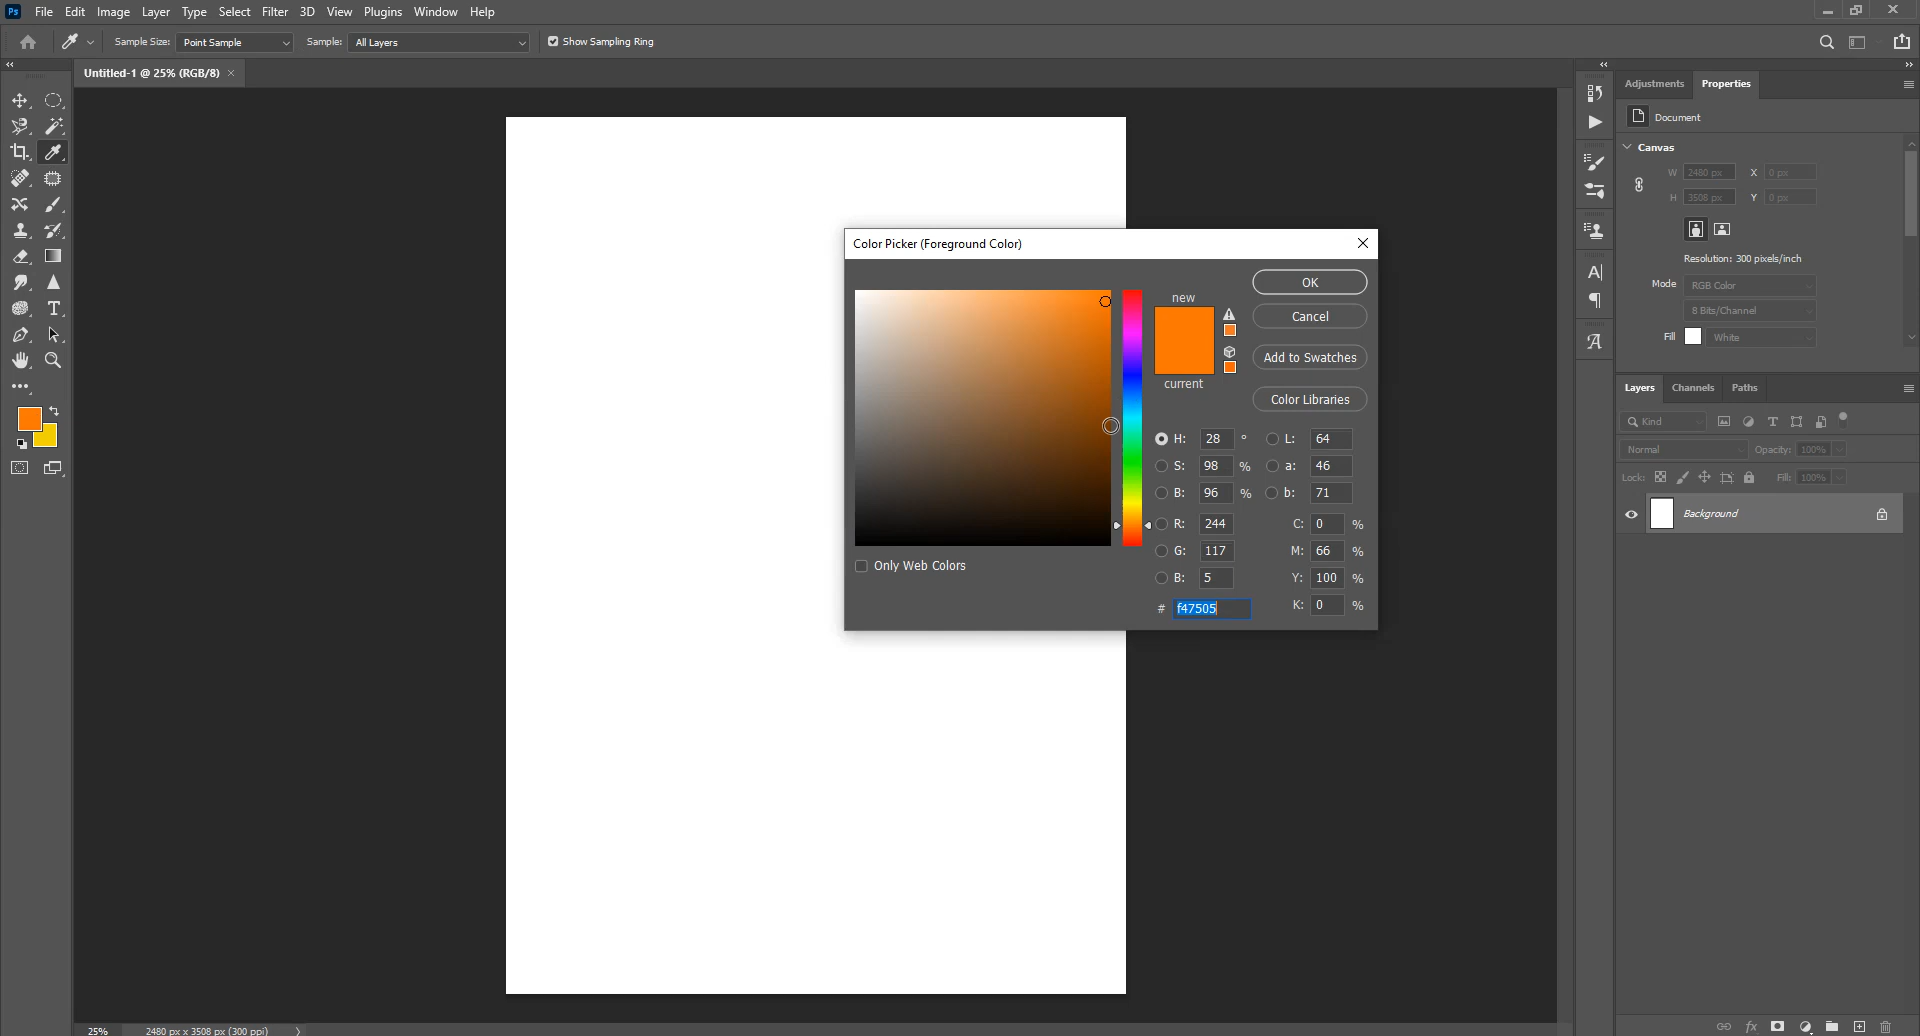 Ps File Edit Image Layer Type Select Filter 3D View Plugins Window Help
Sample Size: Point Sample Sample: All Layers Show Sampling Ring
Untitled-1 @ 25% (RGB/8) ×
Adjustments Properties
Document
Canvas
W 2480 px X 0 px
H 3508 px Y 0 px
Resolution: 300 pixels/inch
Mode RGB Color
8 Bits/Channel
Fill White
Color Picker (Foreground Color)
new
current
OK
Cancel
Add to Swatches
Color Libraries
H: 28 ° L: 64
S: 98 % a: 46
B: 96 % b: 71
R: 244 C: 0 %
G: 117 M: 66 %
B: 5 Y: 100 %
# f47505 K: 0 %
Only Web Colors
Layers Channels Paths
Kind
Normal Opacity: 100%
Lock: Fill: 100%
Background
fx
25% 2480 px x 3508 px (300 ppi)